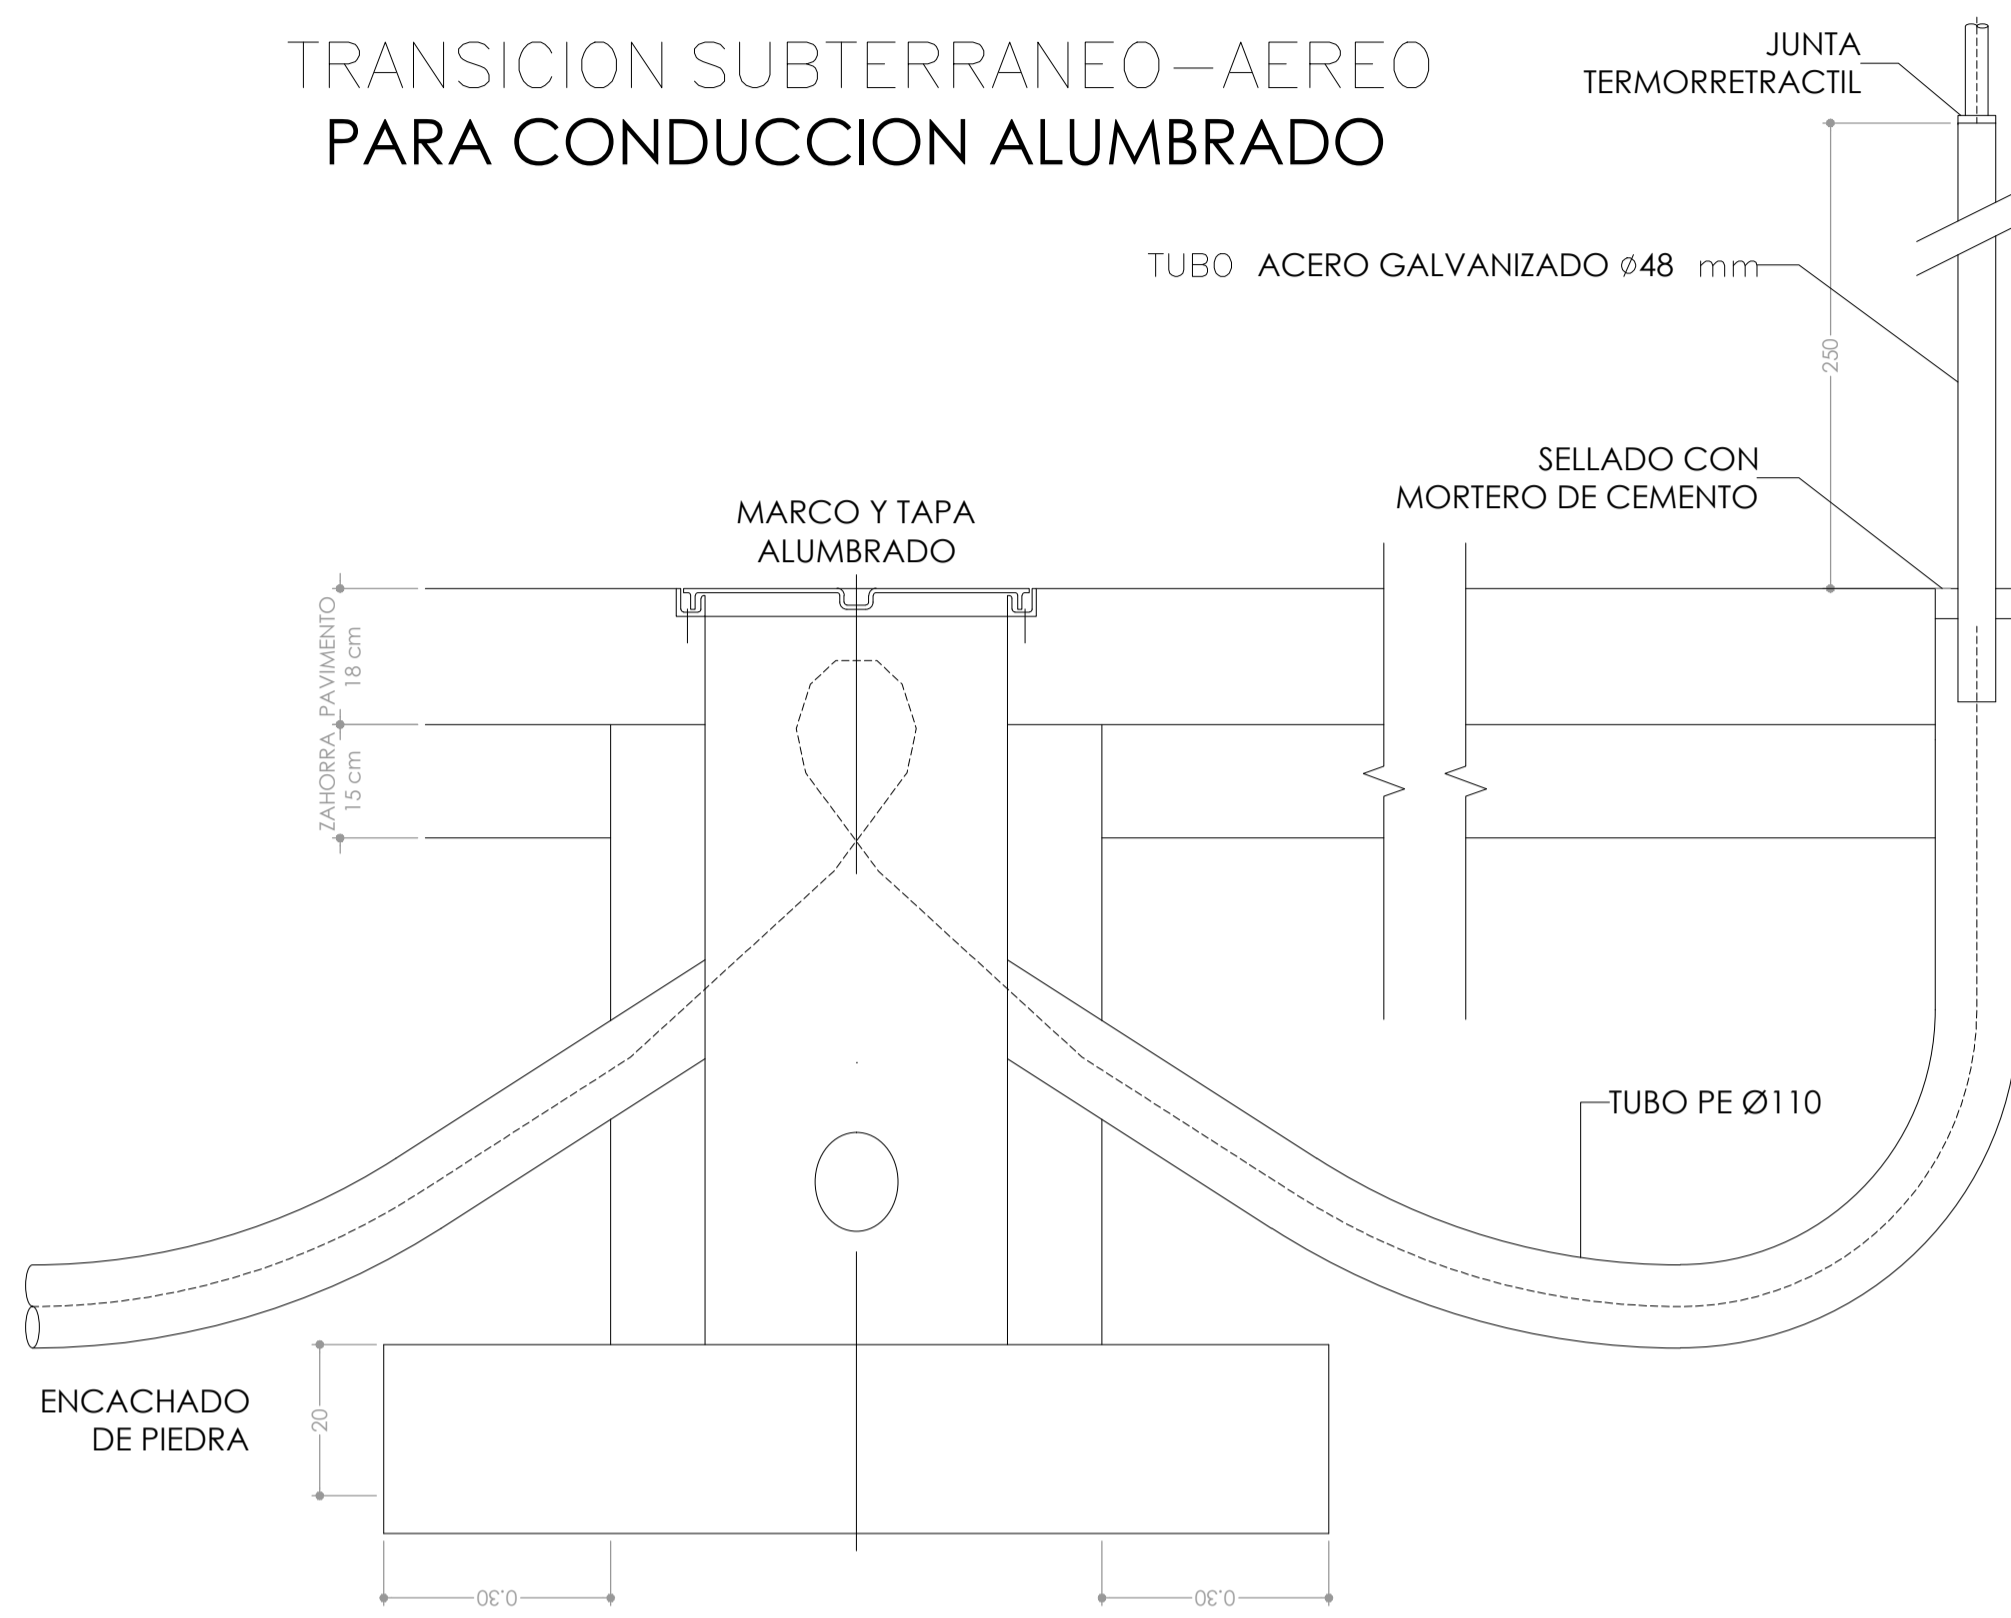 TRANSICION SUBTERRANEO-AEREO
PARA CONDUCCION ALUMBRADO
JUNTA
TERMORRETRACTIL
TUBO ACERO GALVANIZADO ø48 mm
250
SELLADO CON
MORTERO DE CEMENTO
MARCO Y TAPA
ALUMBRADO
PAVIMENTO
18 cm
ZAHORRA
15 cm
TUBO PE Ø110
ENCACHADO
DE PIEDRA
20
0.30
0.30